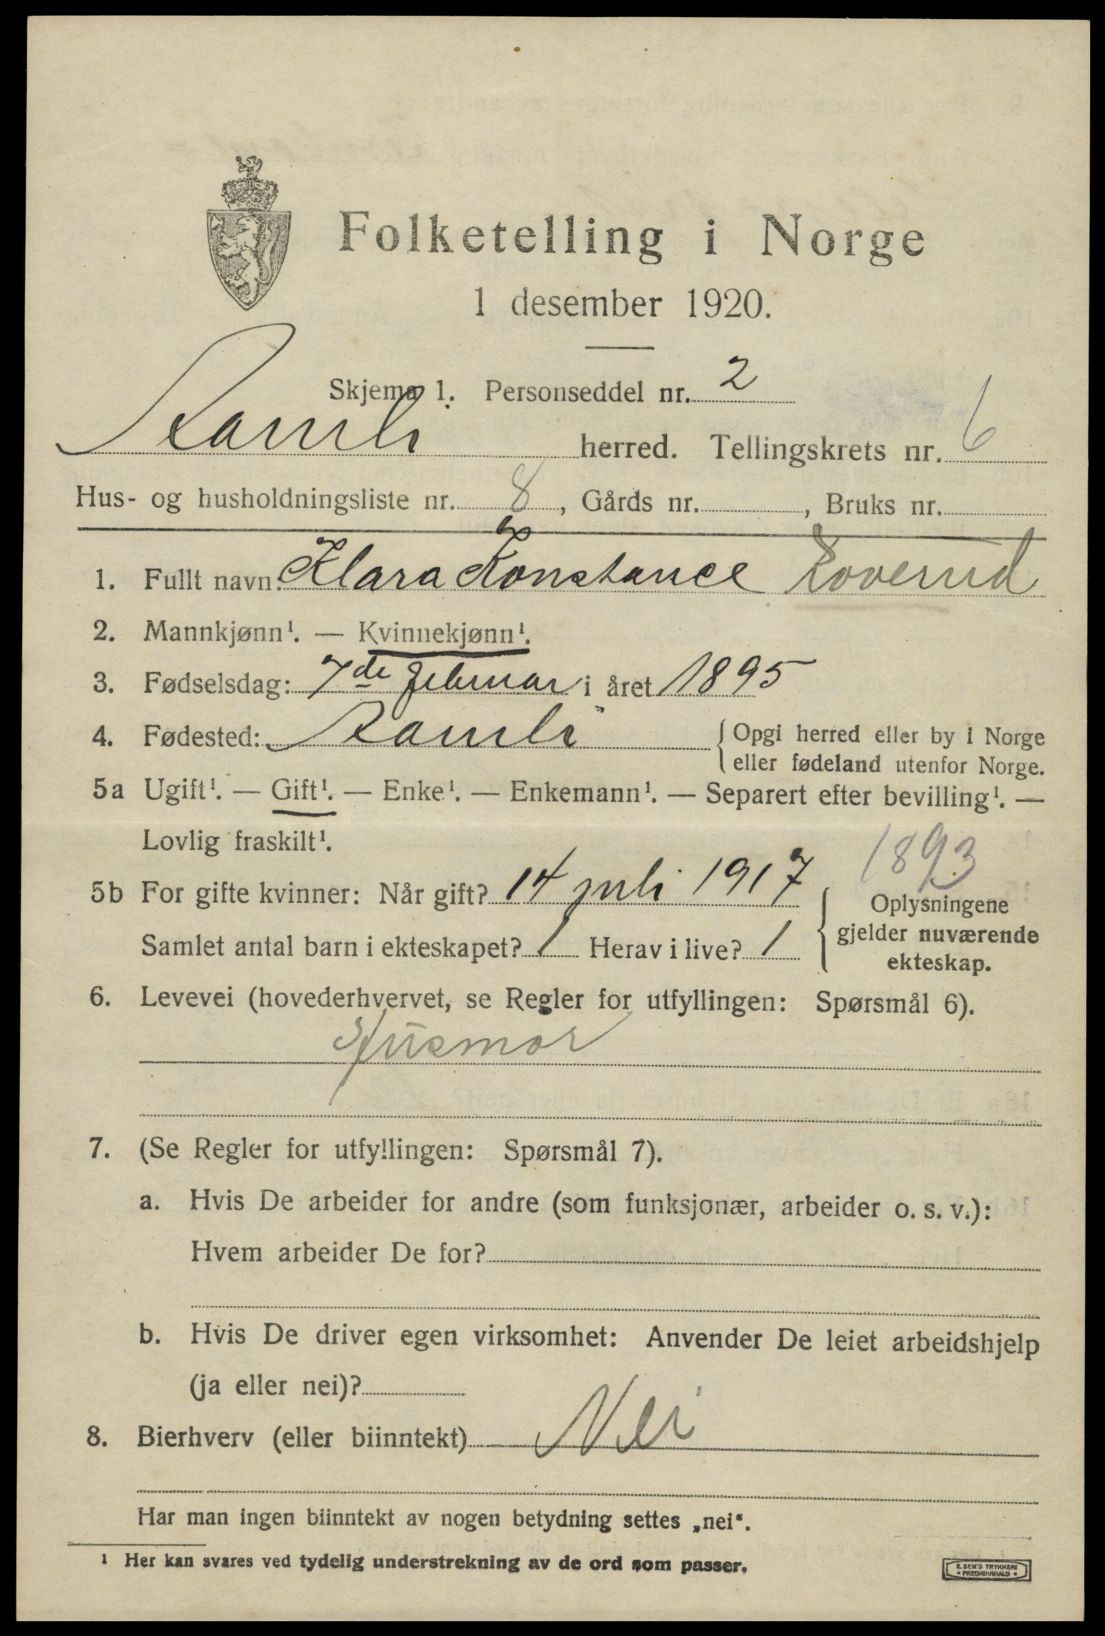 Folketelling i Norge
1 desember 1920.
Skjema 1. Personseddel nr. 2
Ramli herred. Tellingskrets nr. 6
Hus- og husholdningsliste nr. 8, Gårds nr. , Bruks nr.
1. Fullt navn: Klara Konstance Roverud
2. Mannkjønn¹. — Kvinnekjønn¹.
3. Fødselsdag: 7de februar i året 1895
4. Fødested: Ramli {Opgi herred eller by i Norge
eller fødeland utenfor Norge.
5a Ugift¹. — Gift¹. — Enke¹. — Enkemann¹. — Separert efter bevilling¹. —
Lovlig fraskilt¹.
1893
5b For gifte kvinner: Når gift? 14 juli 1917 { Oplysningene
gjelder nuværende
ekteskap.
Samlet antal barn i ekteskapet? 1 Herav i live? 1
6. Levevei (hovederhvervet, se Regler for utfyllingen: Spørsmål 6).
Husmor
7. (Se Regler for utfyllingen: Spørsmål 7).
a. Hvis De arbeider for andre (som funksjonær, arbeider o. s. v.):
Hvem arbeider De for?
b. Hvis De driver egen virksomhet: Anvender De leiet arbeidshjelp
(ja eller nei)?
8. Bierhverv (eller biinntekt) Nei
Har man ingen biinntekt av nogen betydning settes „nei“.
¹ Her kan svares ved tydelig understrekning av de ord som passer.
E. SEM'S TRYKKERI
FREDRIKSHALD